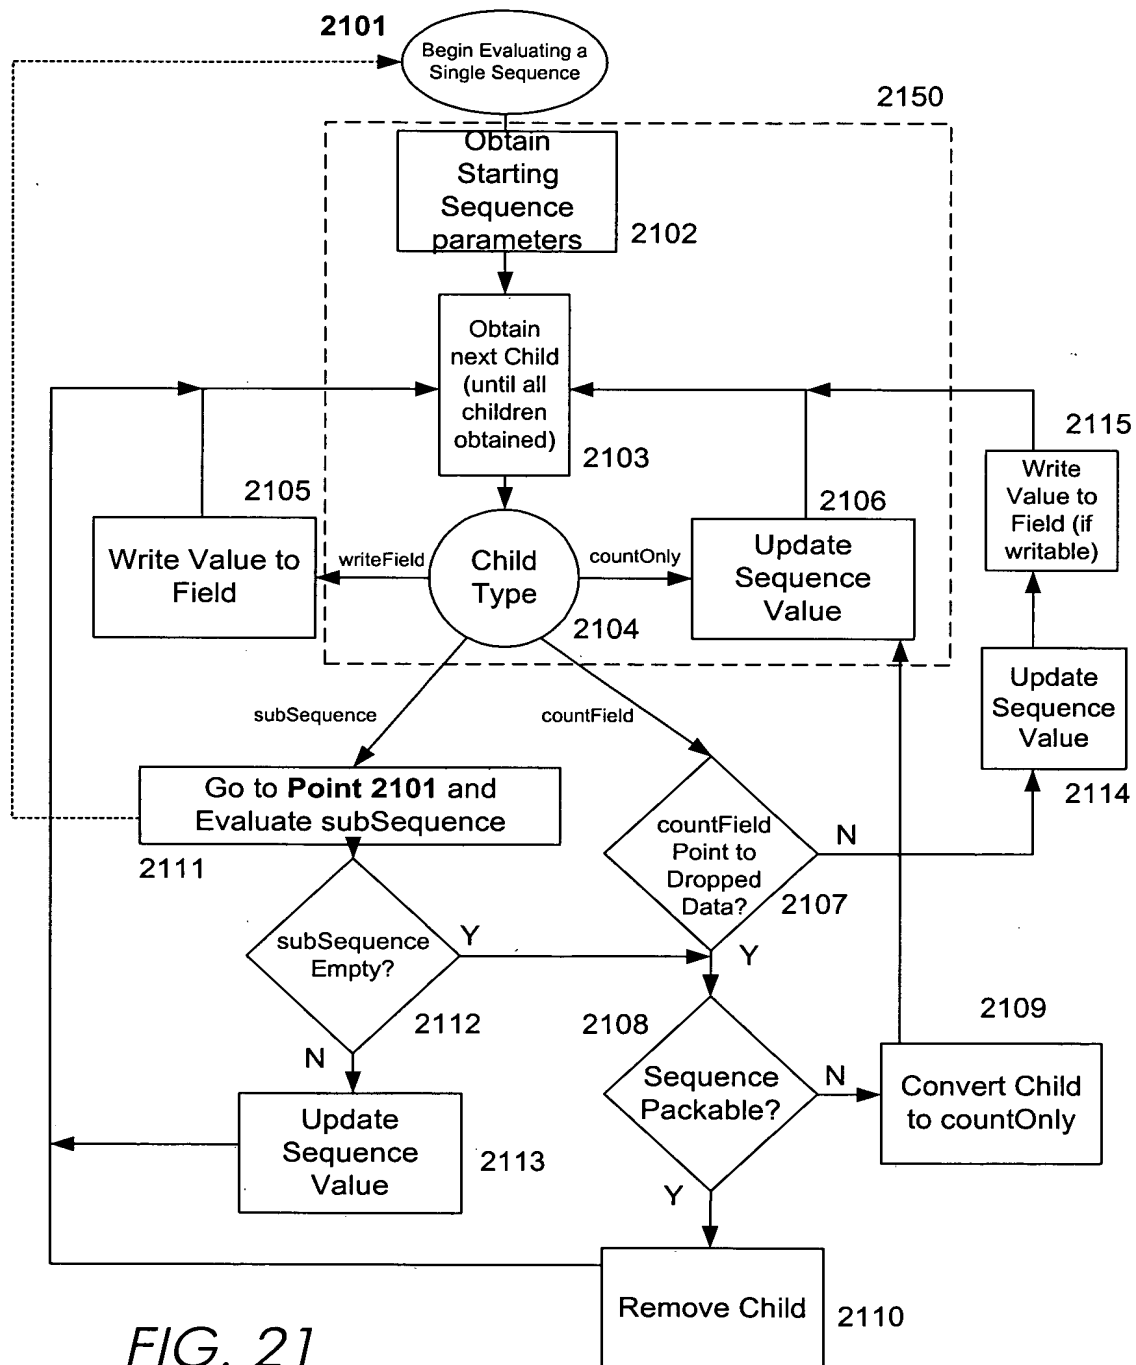 2101
Begin Evaluating a
Single Sequence
2150
Obtain
Starting
Sequence
parameters
2102
Obtain
next Child
(until all
children
obtained)
2103
2115
Write
Value to
Field (if
writable)
2105
Write Value to
Field
writeField
Child
Type
countOnly
2106
Update
Sequence
Value
2104
Update
Sequence
Value
2114
subSequence
countField
Go to Point 2101 and
Evaluate subSequence
2111
countField
Point to
Dropped
Data?
N
2107
Y
subSequence
Empty?
Y
2112
N
2108
Sequence
Packable?
N
2109
Convert Child
to countOnly
Update
Sequence
Value
2113
Y
Remove Child
2110
FIG. 21